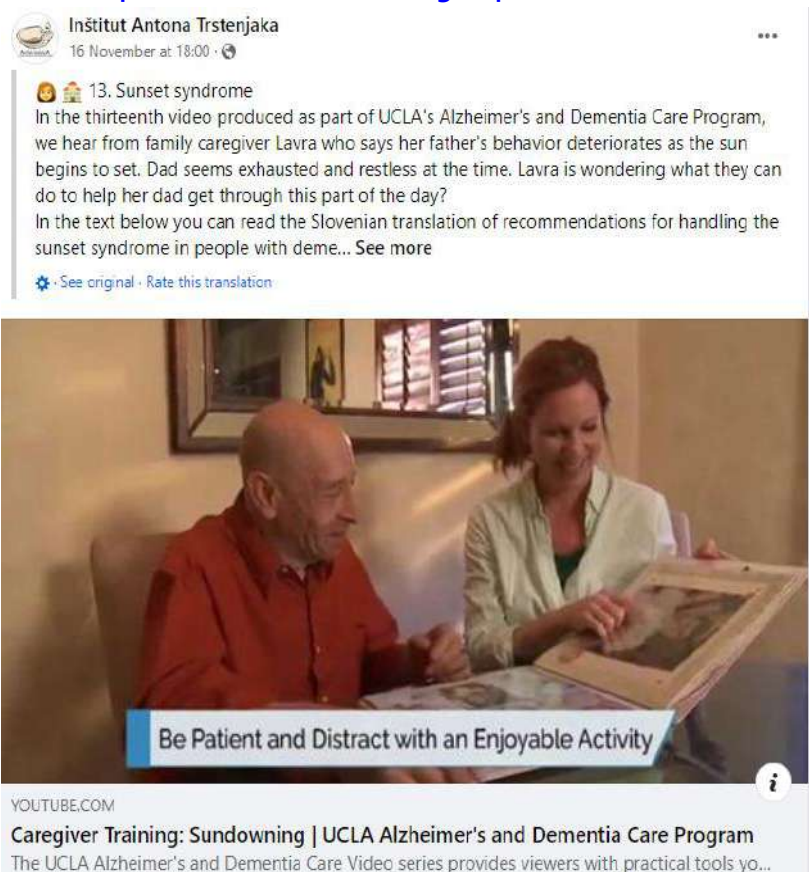 Inštitut Antona Trstenjaka
16 November at 18:00 ·
13. Sunset syndrome
In the thirteenth video produced as part of UCLA's Alzheimer's and Dementia Care Program,
we hear from family caregiver Lavra who says her father's behavior deteriorates as the sun
begins to set. Dad seems exhausted and restless at the time. Lavra is wondering what they can
do to help her dad get through this part of the day?
In the text below you can read the Slovenian translation of recommendations for handling the
sunset syndrome in people with deme... See more
· See original · Rate this translation
Be Patient and Distract with an Enjoyable Activity
YOUTUBE.COM
Caregiver Training: Sundowning | UCLA Alzheimer's and Dementia Care Program
The UCLA Alzheimer's and Dementia Care Video series provides viewers with practical tools yo...